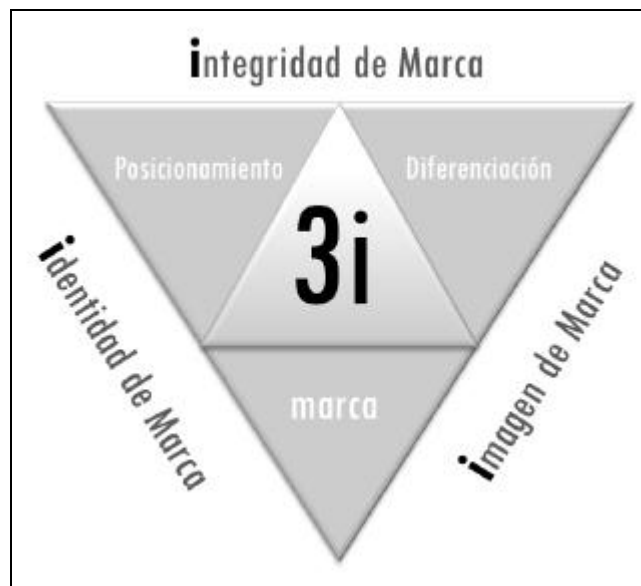 integridad de Marca
Posicionamiento
Diferenciación
3i
identidad de Marca
imagen de Marca
marca